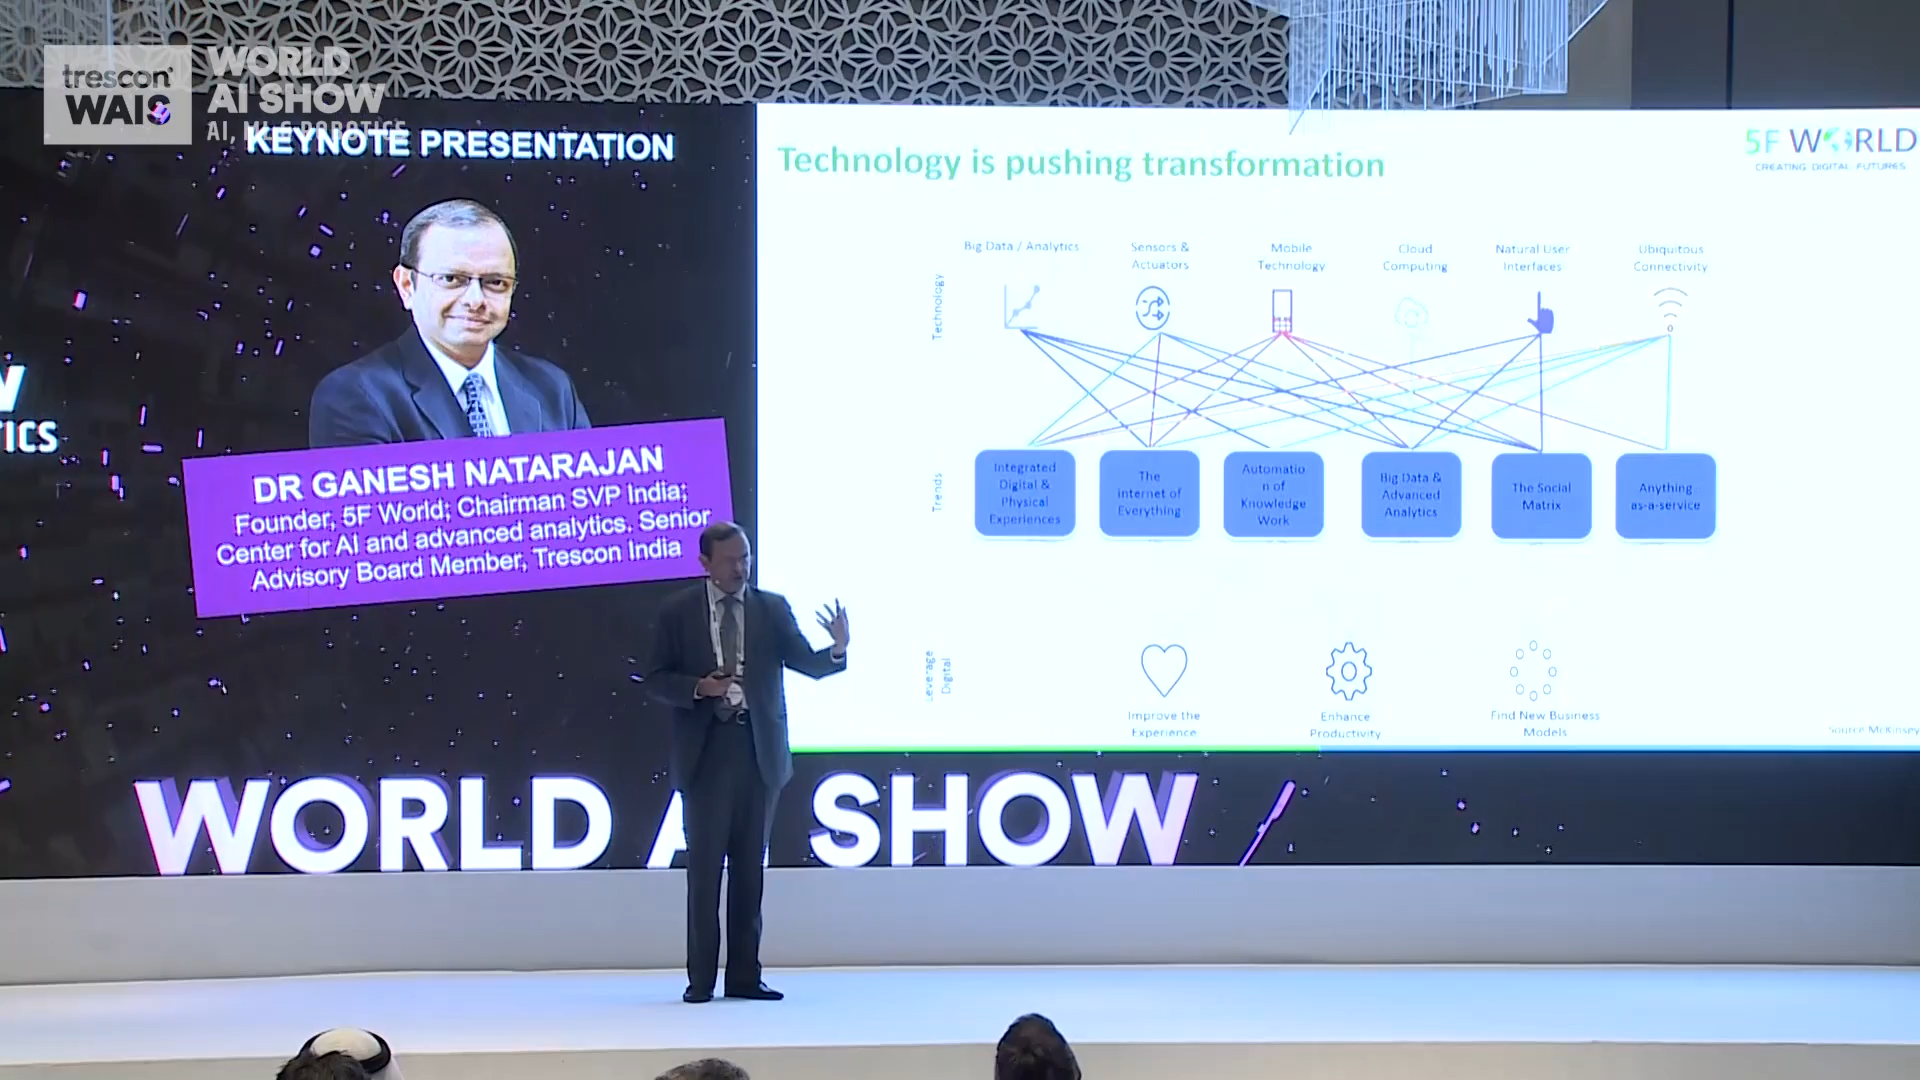 trescon'
WAIS
WORLD
AI SHOW
KEYNOTE PRESENTATION
DR GANESH NATARAJAN
Founder, 5F World; Chairman SVP India;
Center for AI and advanced analytics, Senior
Advisory Board Member, Trescon India
ICS
Technology is pushing transformation
5F WORLD
CREATING DIGITAL FUTURES
Technology
Big Data / Analytics
Sensors &
Actuators
Mobile
Technology
Cloud
Computing
Natural User
Interfaces
Ubiquitous
Connectivity
Trends
Integrated
Digital &
Physical
Experiences
The
Internet of
Everything
Automatio
n of
Knowledge
Work
Big Data &
Advanced
Analytics
The Social
Matrix
Anything
-as-a-service
Leverage
Digital
Improve the
Experience
Enhance
Productivity
Find New Business
Models
Source McKinsey
WORLD A SHOW